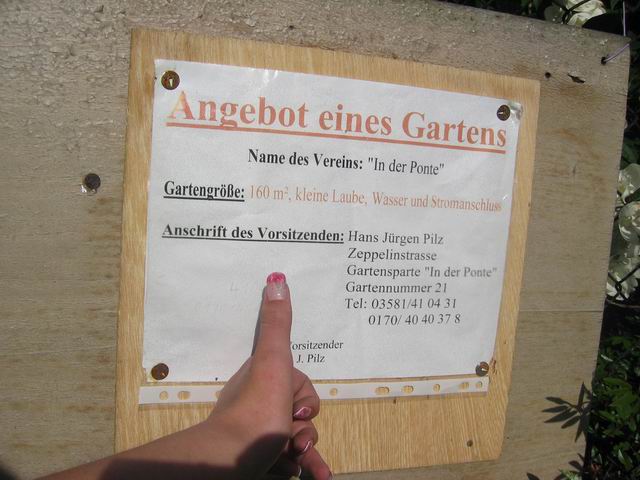 Angebot eines Gartens
Name des Vereins: "In der Ponte"
Gartengröße: 160 m², kleine Laube, Wasser und Stromanschluss
Anschrift des Vorsitzenden: Hans Jürgen Pilz
Zeppelinstrasse
Gartensparte "In der Ponte"
Gartennummer 21
Tel: 03581/41 04 31
0170/ 40 40 37 8
orsitzender
J. Pilz